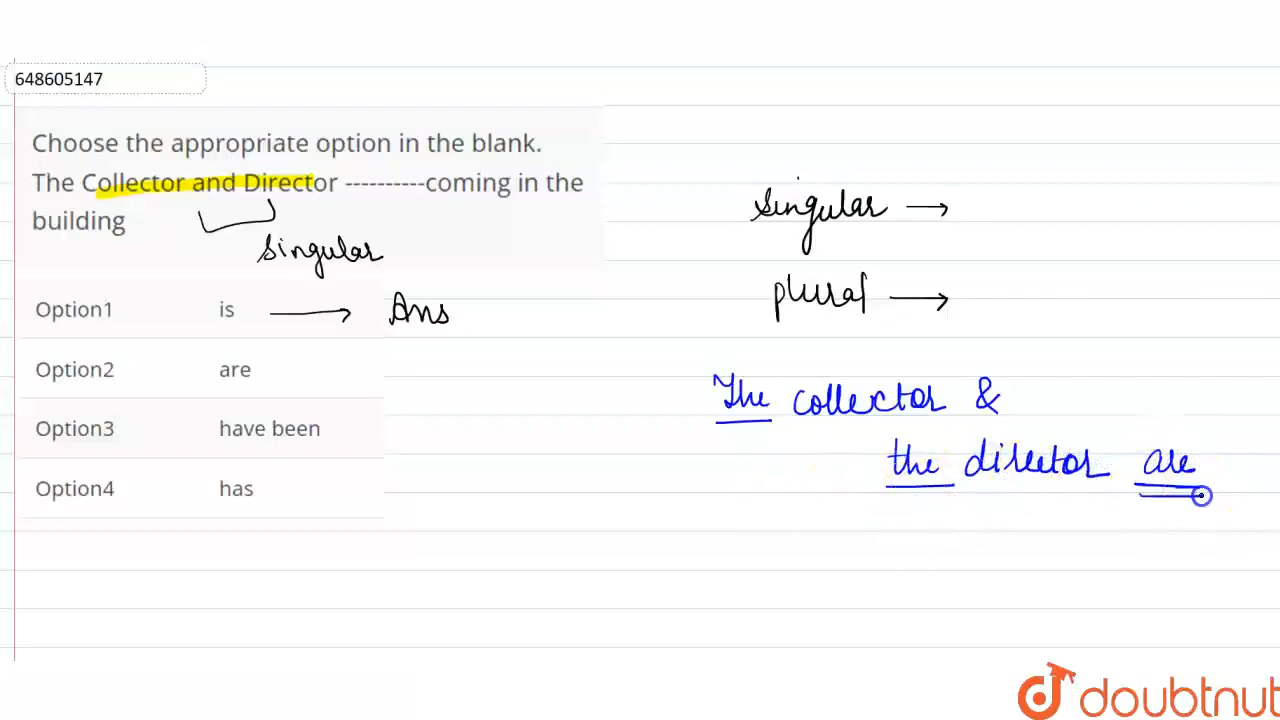 648605147
Choose the appropriate option in the blank.
The Collector and Director ----------coming in the
building
singular
Option1 is → Ans
Option2 are
Option3 have been
Option4 has
singular →
plural →
The collector &
the director are
doubtnut